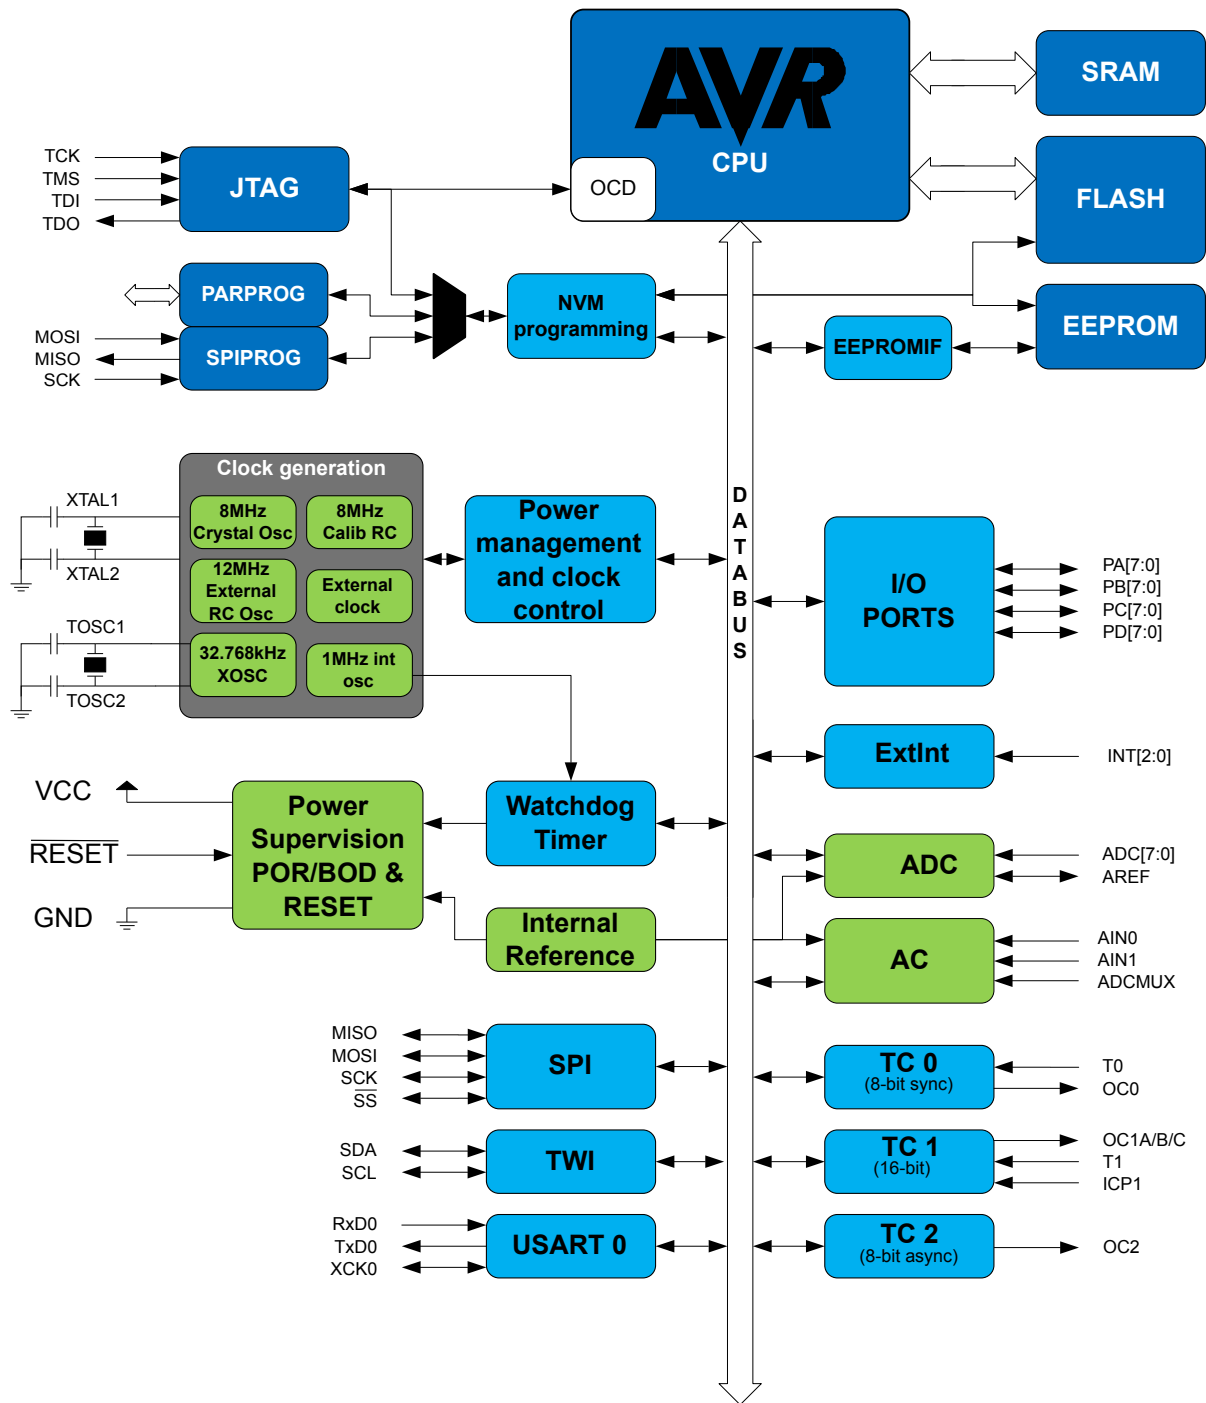 AVR
CPU
OCD
SRAM
FLASH
EEPROM
TCK
TMS
TDI
TDO
JTAG
PARPROG
MOSI
MISO
SCK
SPIPROG
NVM
programming
EEPROMIF
Clock generation
8MHz
Crystal Osc
8MHz
Calib RC
12MHz
External
RC Osc
External
clock
32.768kHz
XOSC
1MHz int
osc
XTAL1
XTAL2
TOSC1
TOSC2
Power
management
and clock
control
DATABUS
I/O
PORTS
PA[7:0]
PB[7:0]
PC[7:0]
PD[7:0]
ExtInt
INT[2:0]
VCC
RESET
GND
Power
Supervision
POR/BOD &
RESET
Watchdog
Timer
Internal
Reference
ADC
ADC[7:0]
AREF
AC
AIN0
AIN1
ADCMUX
MISO
MOSI
SCK
SS
SPI
TC 0
(8-bit sync)
T0
OC0
SDA
SCL
TWI
TC 1
(16-bit)
OC1A/B/C
T1
ICP1
RxD0
TxD0
XCK0
USART 0
TC 2
(8-bit async)
OC2